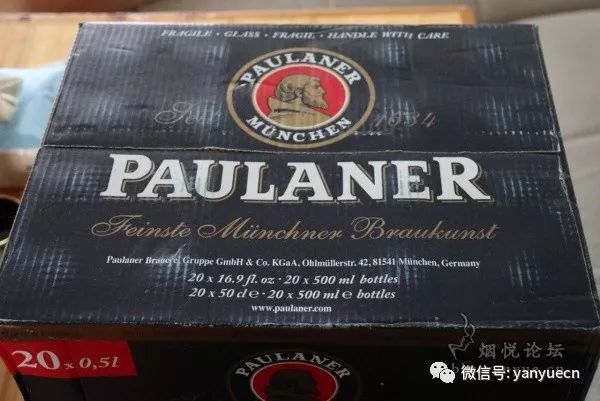 FRAGILE - GLASS - FRAGIL - HANDLE WITH CARE
PAULANER
MÜNCHEN
1634
PAULANER
Feinste Münchner Braukunst
Paulaner Brauerei Gruppe GmbH & Co. KGaA, Ohlmüllerstr. 42, 81541 München, Germany
20 x 16.9 fl. oz · 20 x 500 ml bottles
20 x 50 cl e · 20 x 500 ml e bottles
www.paulaner.com
20 x 0,5l
PAULANER
烟悦论坛
微信号: yanyuecn